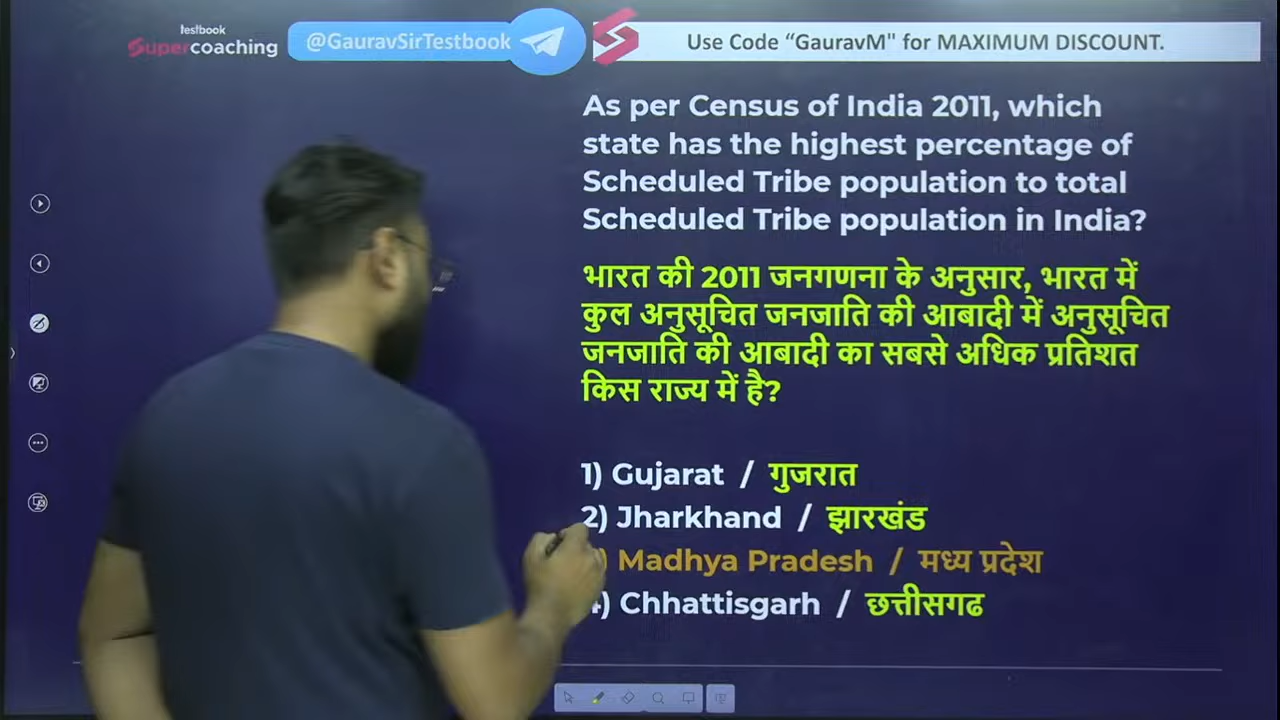 testbook
Supercoaching
@GauravSirTestbook
Use Code “GauravM" for MAXIMUM DISCOUNT.
As per Census of India 2011, which
state has the highest percentage of
Scheduled Tribe population to total
Scheduled Tribe population in India?
भारत की 2011 जनगणना के अनुसार, भारत में
कुल अनुसूचित जनजाति की आबादी में अनुसूचित
जनजाति की आबादी का सबसे अधिक प्रतिशत
किस राज्य में है?
1) Gujarat / गुजरात
2) Jharkhand / झारखंड
) Madhya Pradesh / मध्य प्रदेश
4) Chhattisgarh / छत्तीसगढ